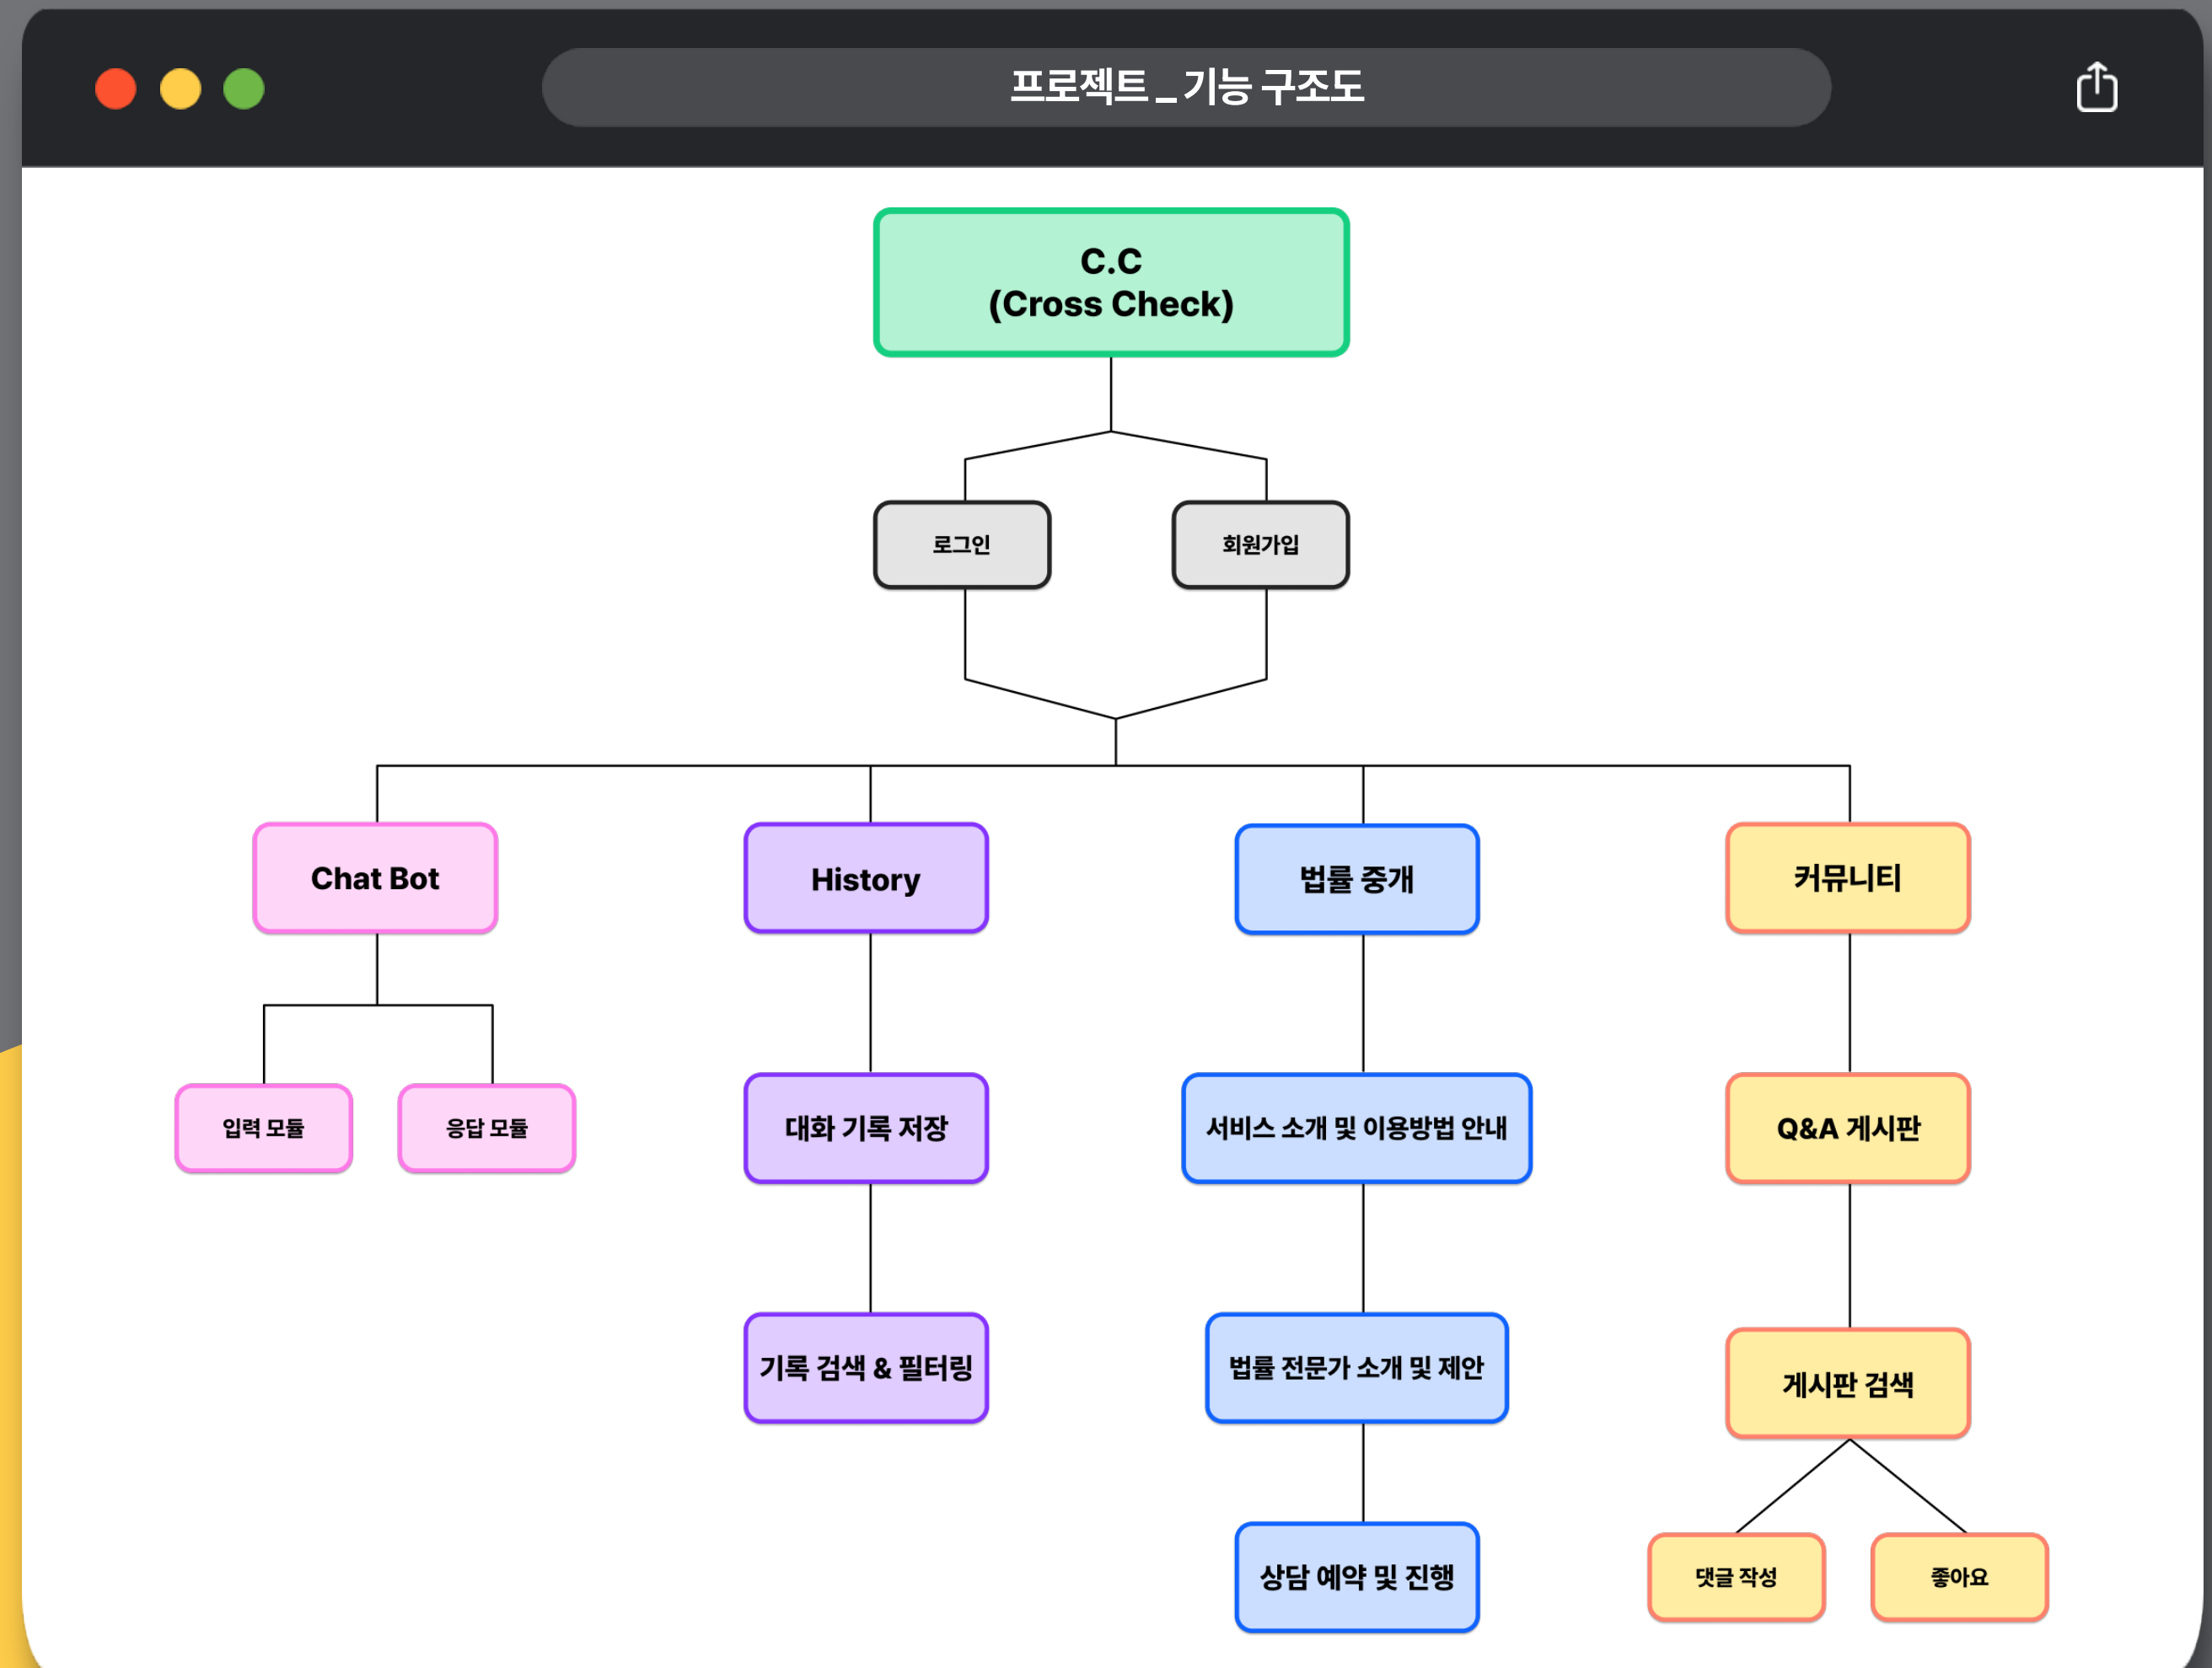 프로젝트_기능 구조도
C.C
(Cross Check)
로그인
회원가입
Chat Bot
History
법률 중개
커뮤니티
입력 모듈
응답 모듈
대화 기록 저장
서비스 소개 및 이용방법 안내
Q&A 게시판
기록 검색 & 필터링
법률 전문가 소개 및 제안
게시판 검색
상담 예약 및 진행
댓글 작성
좋아요